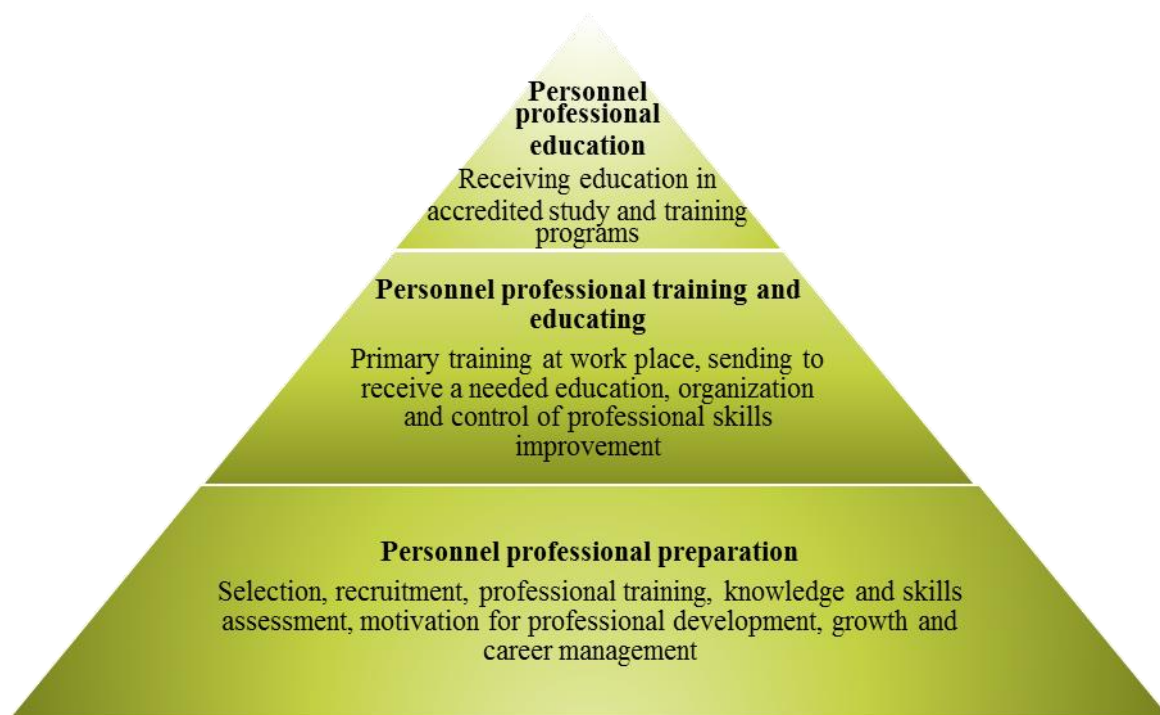 Personnel
professional
education
Receiving education in
accredited study and training
programs
Personnel professional training and
educating
Primary training at work place, sending to
receive a needed education, organization
and control of professional skills
improvement
Personnel professional preparation
Selection, recruitment, professional training, knowledge and skills
assessment, motivation for professional development, growth and
career management